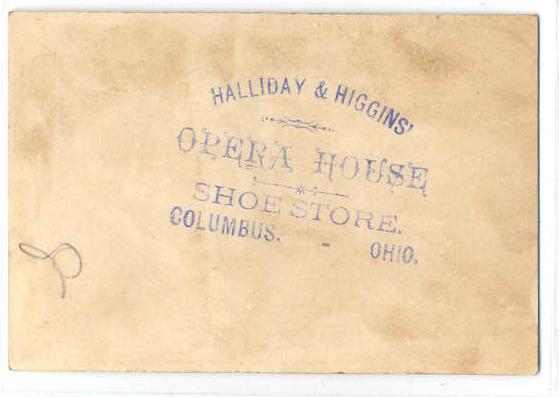 HALLIDAY & HIGGINS'
OPERA HOUSE
SHOE STORE.
COLUMBUS. - OHIO.